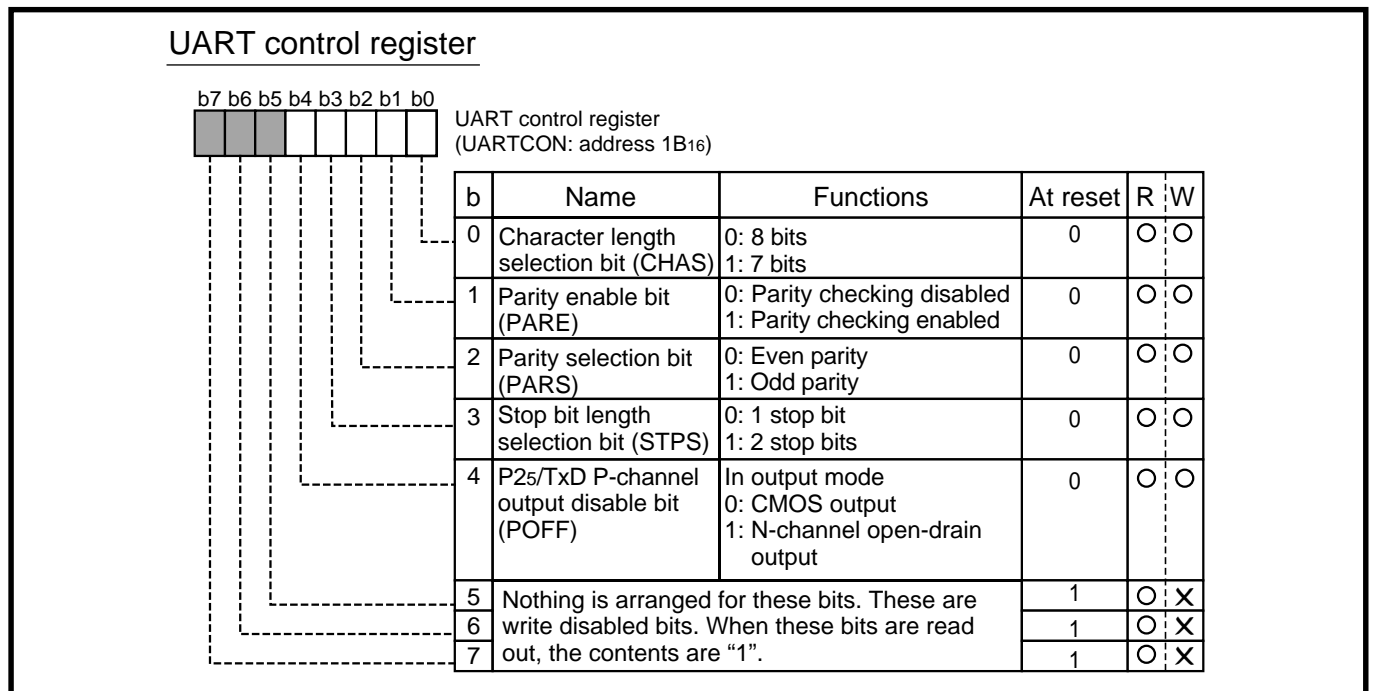 UART control register
b7 b6 b5 b4 b3 b2 b1 b0
UART control register
(UARTCON: address 1B16)
b Name Functions At reset R W
0 Character length 0: 8 bits 0 O O
selection bit (CHAS) 1: 7 bits
1 Parity enable bit 0: Parity checking disabled 0 O O
(PARE) 1: Parity checking enabled
2 Parity selection bit 0: Even parity 0 O O
(PARS) 1: Odd parity
3 Stop bit length 0: 1 stop bit 0 O O
selection bit (STPS) 1: 2 stop bits
4 P25/TxD P-channel In output mode 0 O O
output disable bit 0: CMOS output
(POFF) 1: N-channel open-drain
output
5 Nothing is arranged for these bits. These are 1 O X
6 write disabled bits. When these bits are read 1 O X
7 out, the contents are “1”. 1 O X